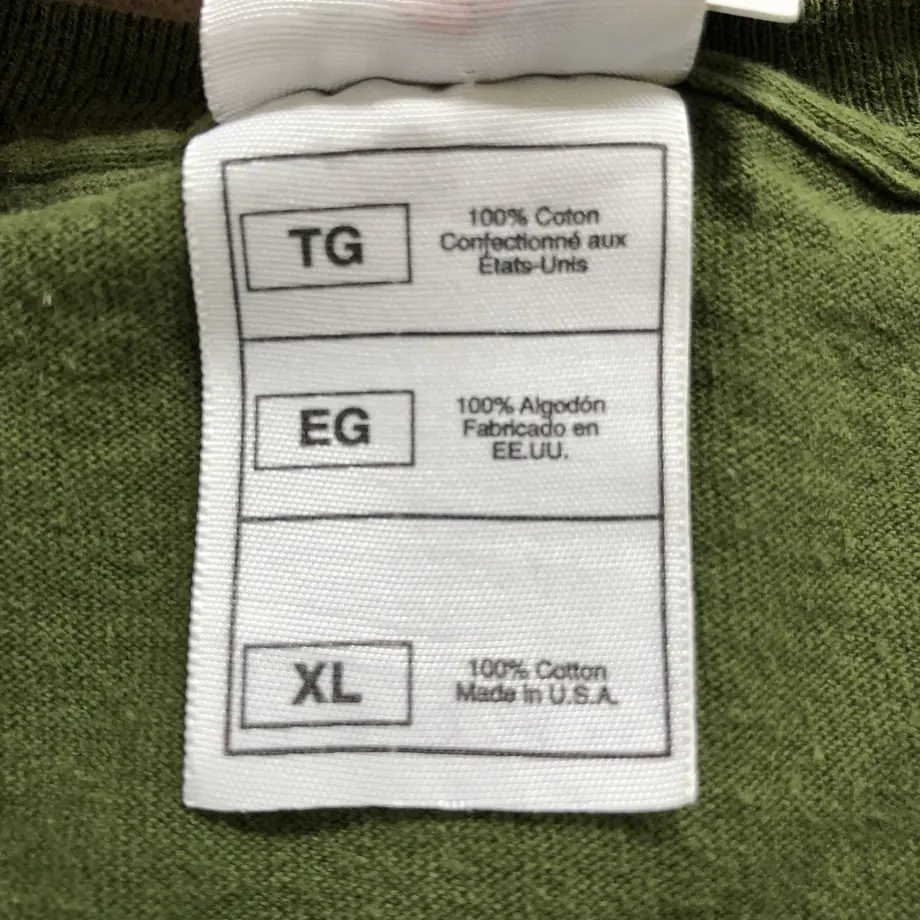 TG
100% Coton
Confectionné aux
États-Unis
EG
100% Algodón
Fabricado en
EE.UU.
XL
100% Cotton
Made in U.S.A.